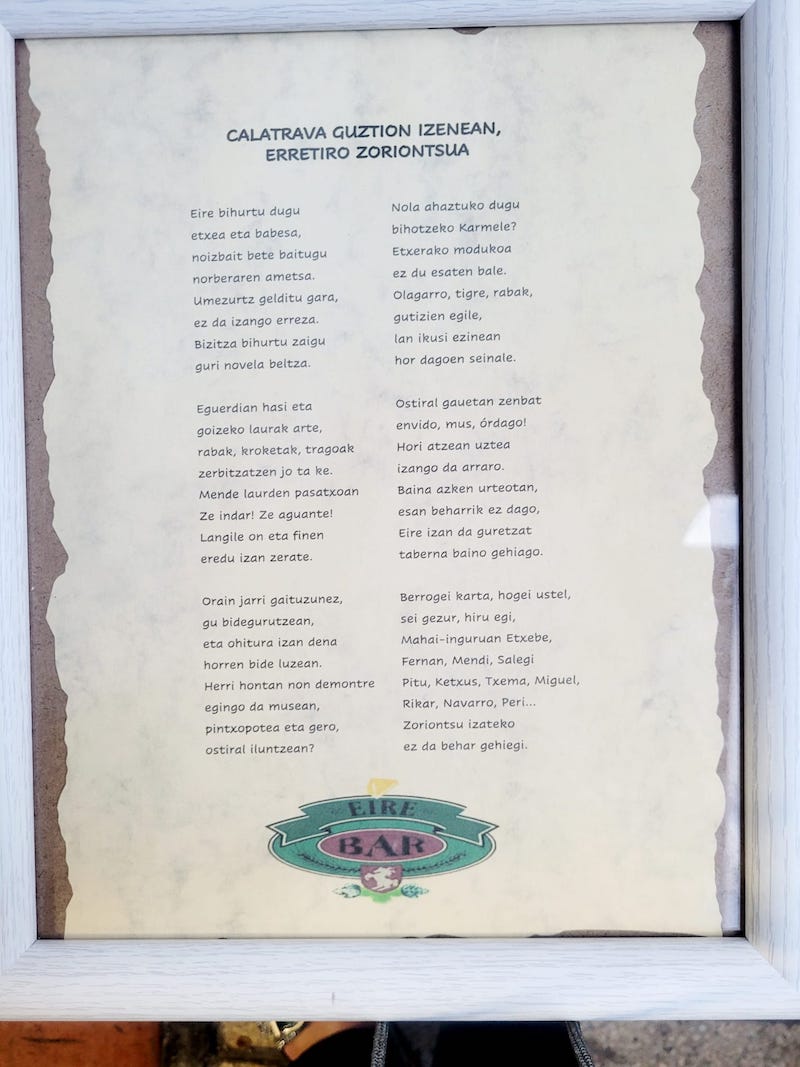 CALATRAVA GUZTION IZENEAN,
ERRETIRO ZORIONTSUA
Eire bihurtu dugu
etxea eta babesa,
noizbait bete baitugu
norberaren ametsa.
Umezurtz gelditu gara,
ez da izango erreza.
Bizitza bihurtu zaigu
guri novela beltza.
Eguerdian hasi eta
goizeko laurak arte,
rabak, kroketak, tragoak
zerbitzatzen jo ta ke.
Mende laurden pasatxoan
Ze indar! Ze aguante!
Langile on eta finen
eredu izan zerate.
Orain jarri gaituzunez,
gu bidegurutzean,
eta ohitura izan dena
horren bide luzean.
Herri hontan non demontre
egingo da musean,
pintxopotea eta gero,
ostiral iluntzean?
Nola ahaztuko dugu
bihotzeko Karmele?
Etxerako modukoa
ez du esaten bale.
Olagarro, tigre, rabak,
gutizien egile,
lan ikusi ezinean
hor dagoen seinale.
Ostiral gauetan zenbat
envido, mus, órdago!
Hori atzean uztea
izango da arraro.
Baina azken urteotan,
esan beharrik ez dago,
Eire izan da guretzat
taberna baino gehiago.
Berrogei karta, hogei ustel,
sei gezur, hiru egi,
Mahai-inguruan Etxebe,
Fernan, Mendi, Salegi
Pitu, Ketxus, Txema, Miguel,
Rikar, Navarro, Peri...
Zoriontsu izateko
ez da behar gehiegi.
EIRE
BAR